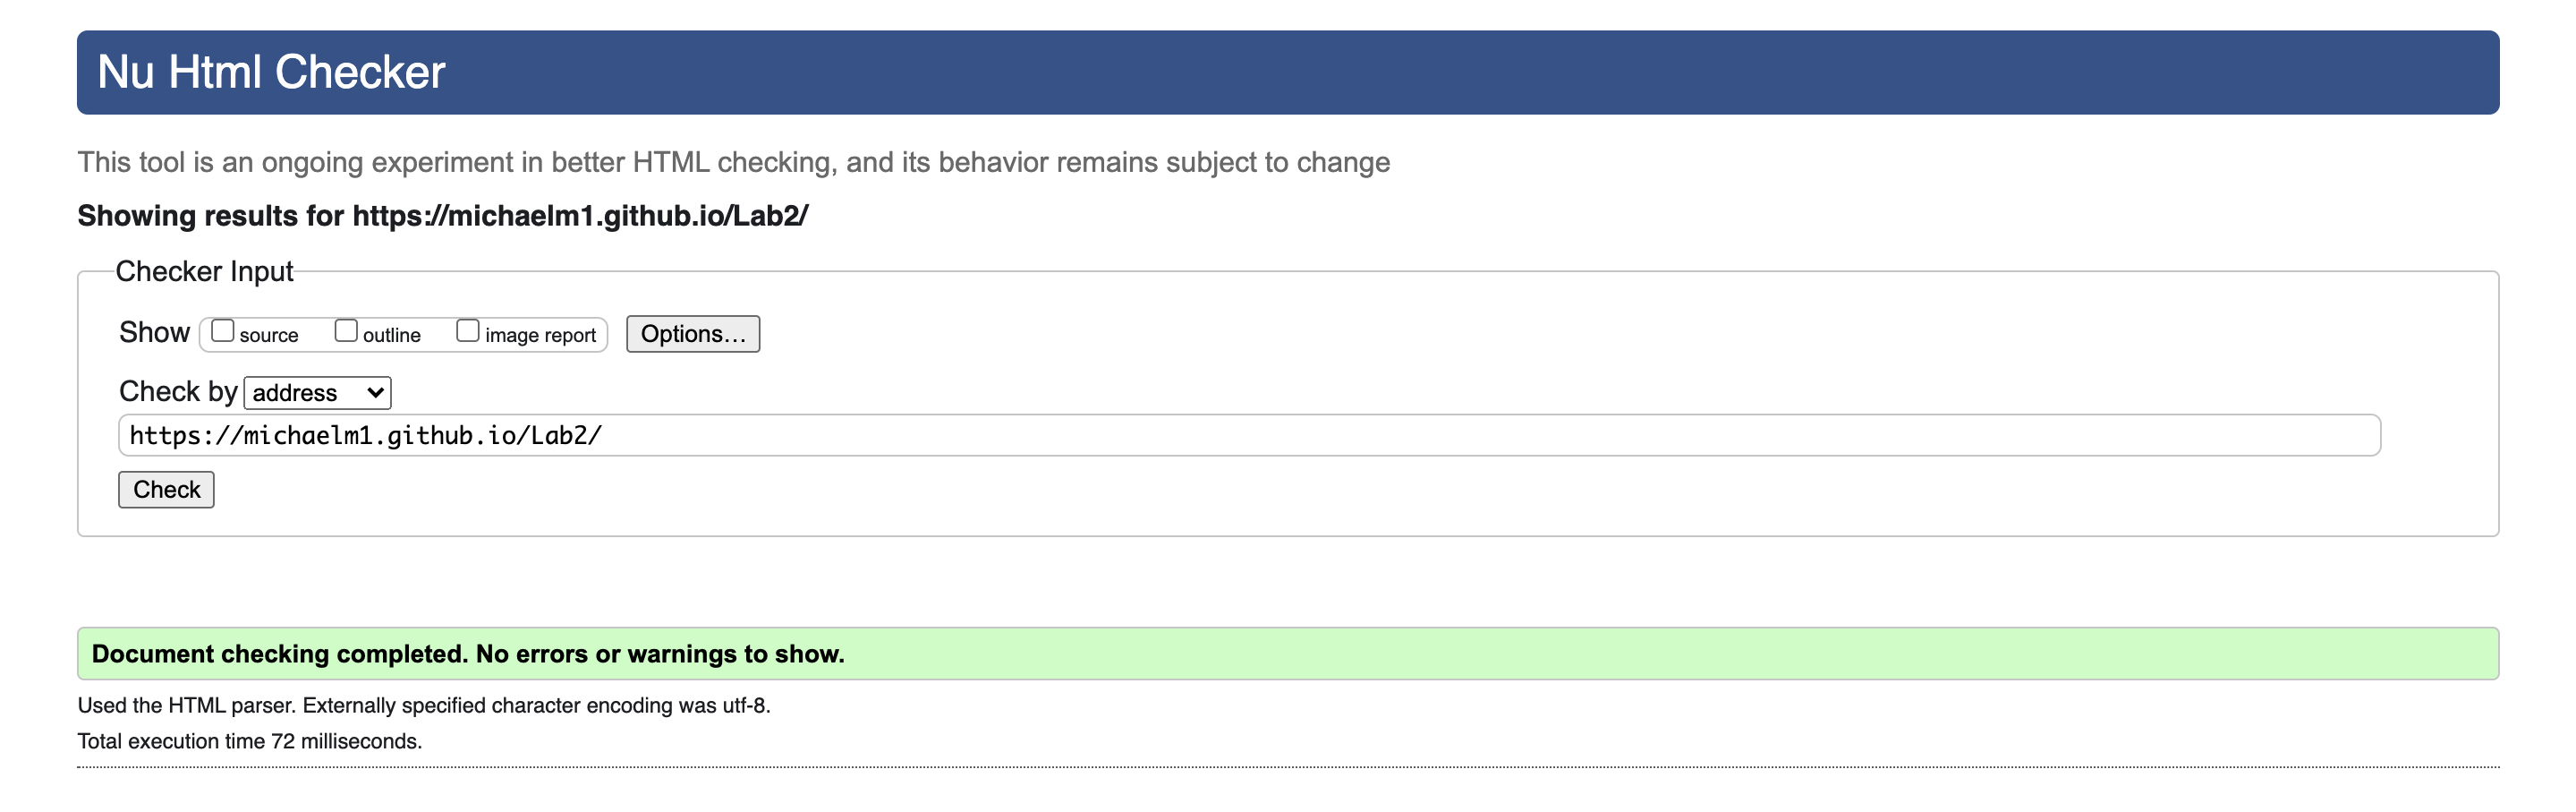 Nu Html Checker
This tool is an ongoing experiment in better HTML checking, and its behavior remains subject to change
Showing results for https://michaelm1.github.io/Lab2/
Checker Input
Show source outline image report Options...
Check by address
https://michaelm1.github.io/Lab2/
Check
Document checking completed. No errors or warnings to show.
Used the HTML parser. Externally specified character encoding was utf-8.
Total execution time 72 milliseconds.